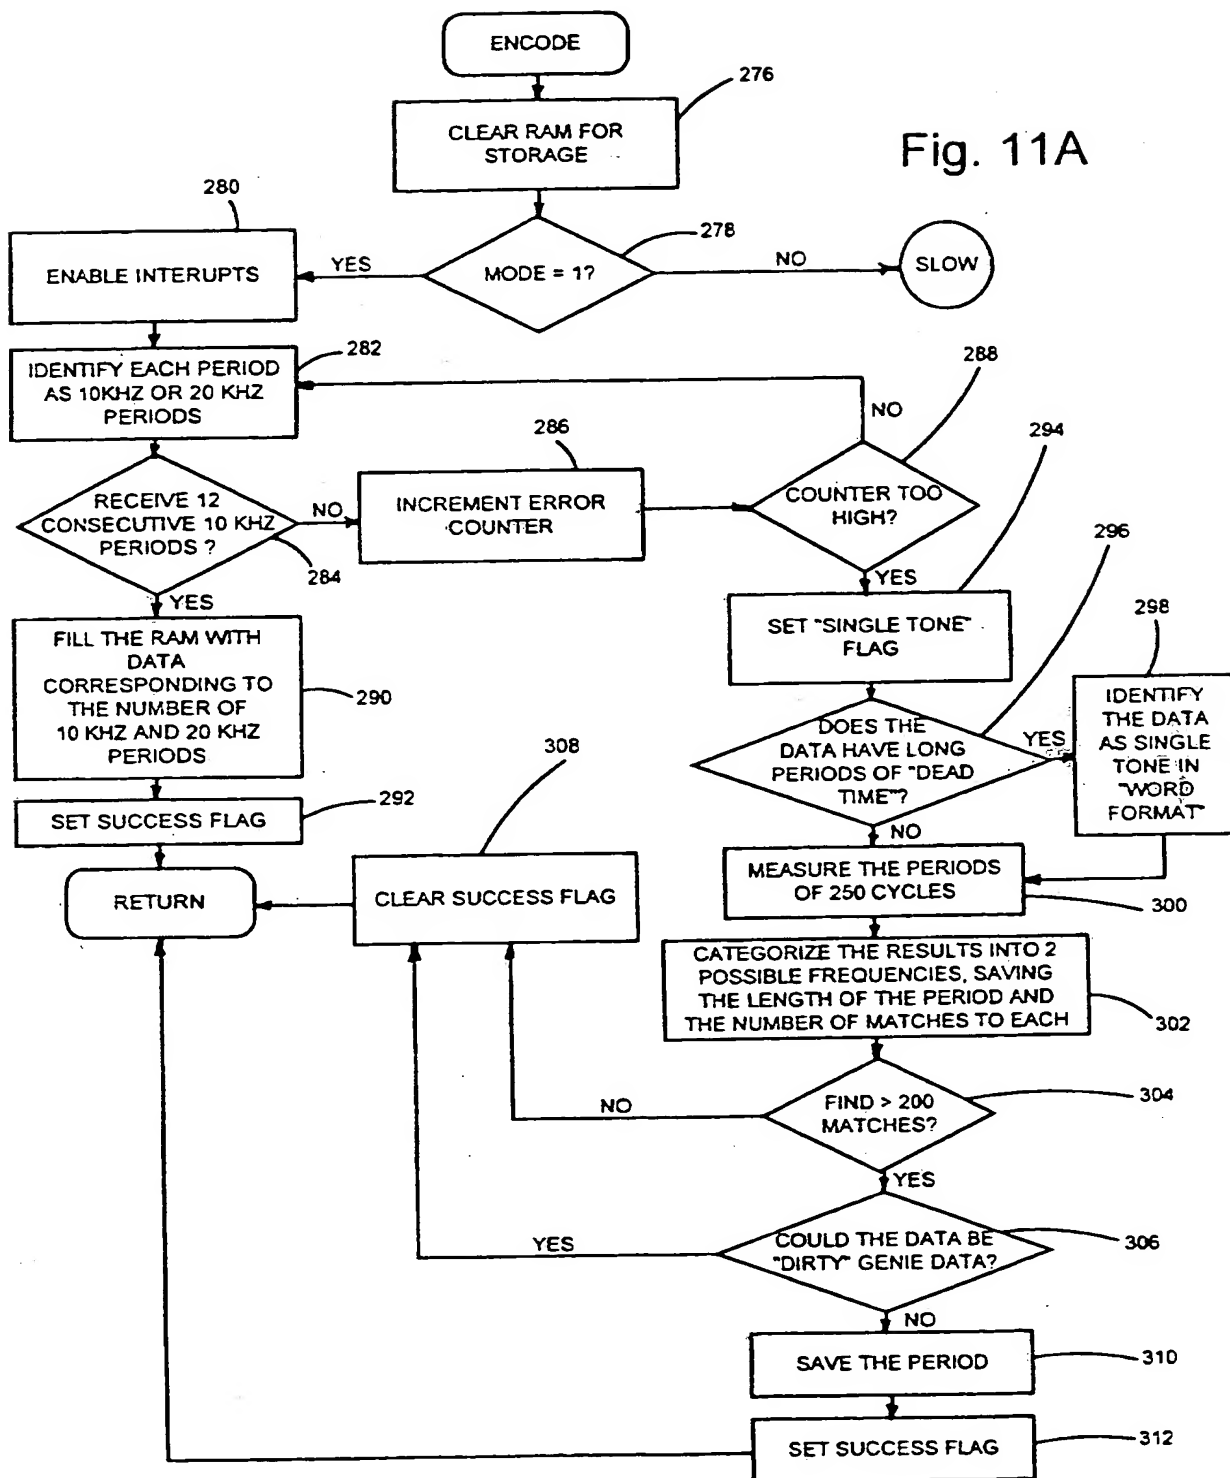 ENCODE
276
CLEAR RAM FOR
STORAGE
Fig. 11A
280
278
ENABLE INTERUPTS
YES
MODE = 1?
NO
SLOW
282
IDENTIFY EACH PERIOD
AS 10KHZ OR 20 KHZ
PERIODS
288
NO
286
294
RECEIVE 12
CONSECUTIVE 10 KHZ
PERIODS ?
NO
INCREMENT ERROR
COUNTER
COUNTER TOO
HIGH?
284
296
YES
YES
298
FILL THE RAM WITH
DATA
CORRESPONDING TO
THE NUMBER OF
10 KHZ AND 20 KHZ
PERIODS
290
SET "SINGLE TONE"
FLAG
IDENTIFY
THE DATA
AS SINGLE
TONE IN
"WORD
FORMAT"
DOES THE
DATA HAVE LONG
PERIODS OF "DEAD
TIME"?
YES
308
292
SET SUCCESS FLAG
NO
RETURN
CLEAR SUCCESS FLAG
MEASURE THE PERIODS
OF 250 CYCLES
300
CATEGORIZE THE RESULTS INTO 2
POSSIBLE FREQUENCIES, SAVING
THE LENGTH OF THE PERIOD AND
THE NUMBER OF MATCHES TO EACH
302
NO
FIND > 200
MATCHES?
304
YES
YES
COULD THE DATA BE
"DIRTY" GENIE DATA?
306
NO
SAVE THE PERIOD
310
SET SUCCESS FLAG
312